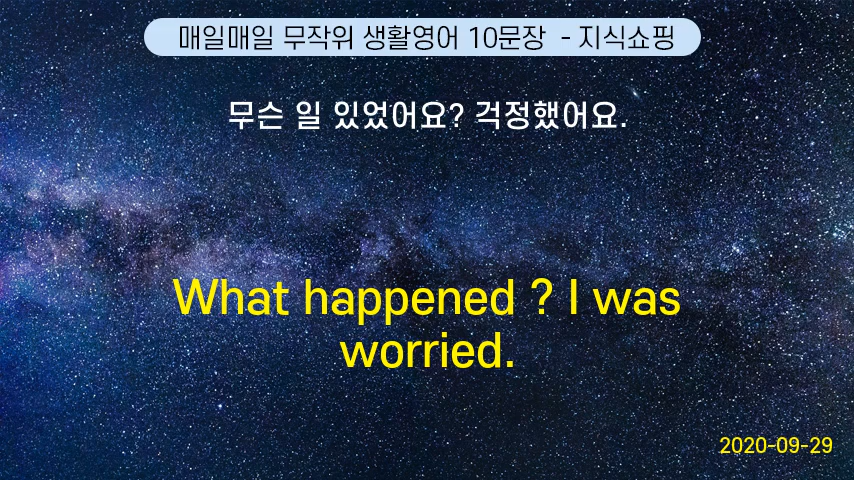 매일매일 무작위 생활영어 10문장 - 지식쇼핑
무슨 일 있었어요? 걱정했어요.
What happened ? I was
worried.
2020-09-29